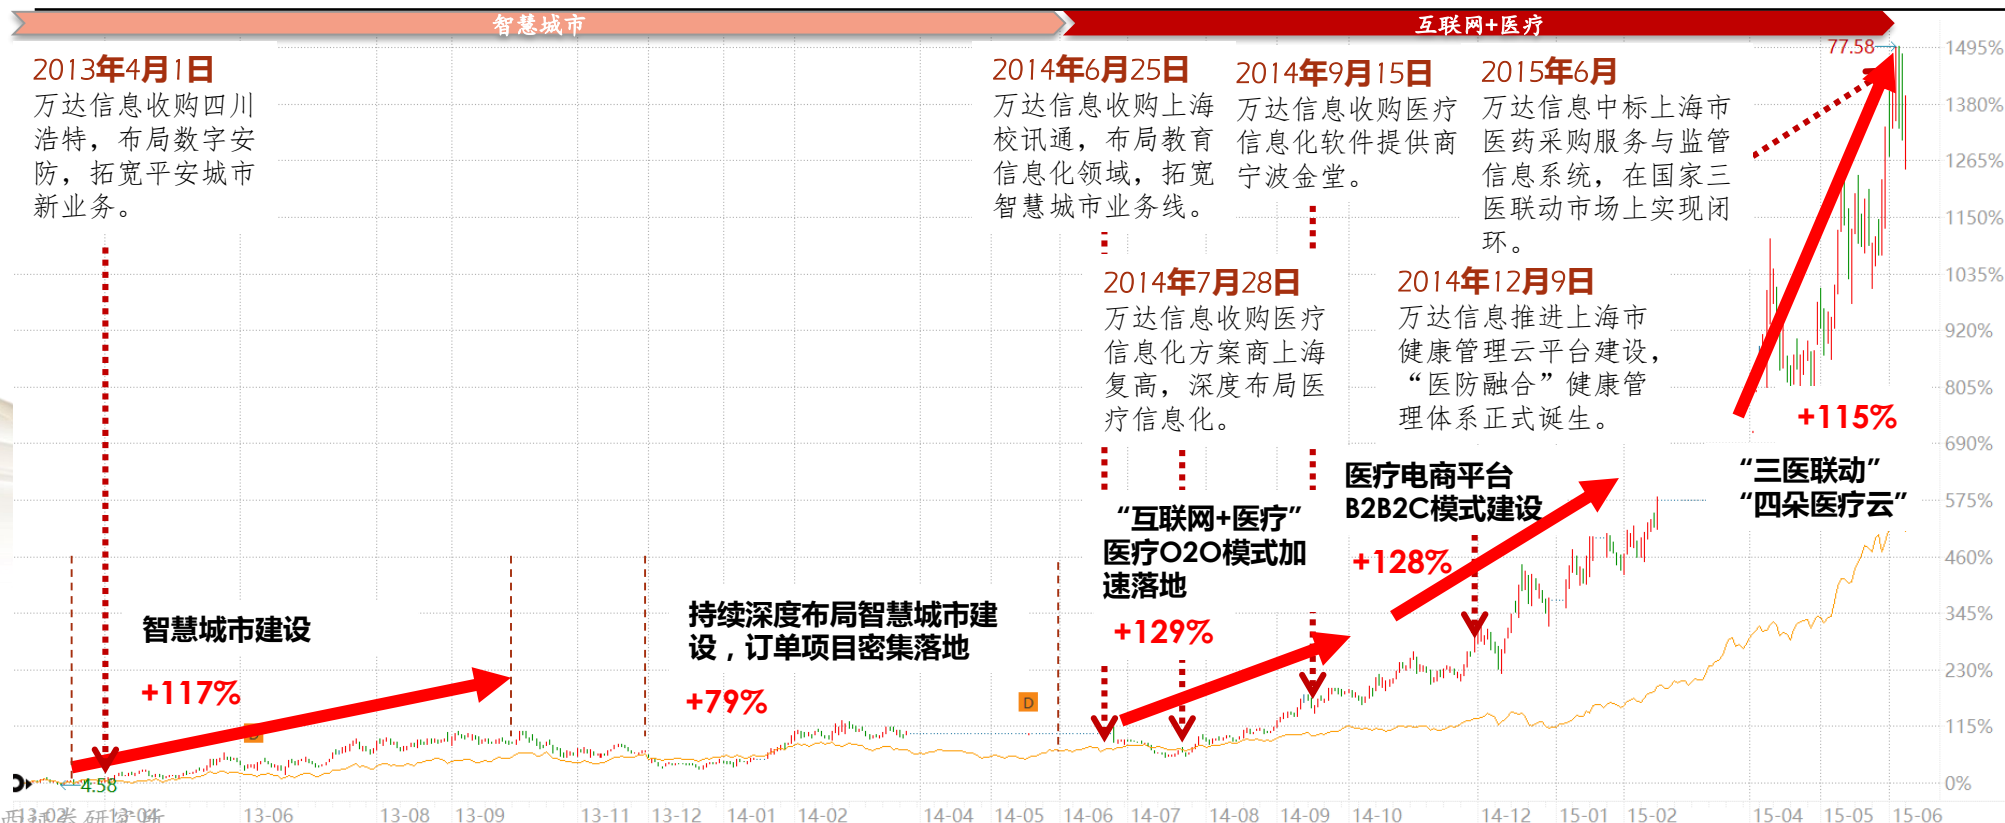 智慧城市
互联网+医疗
2013年4月1日
万达信息收购四川
浩特，布局数字安
防，拓宽平安城市
新业务。
2014年6月25日
万达信息收购上海
校讯通，布局教育
信息化领域，拓宽
智慧城市业务线。
2014年9月15日
万达信息收购医疗
信息化软件提供商
宁波金堂。
2015年6月
万达信息中标上海市
医药采购服务与监管
信息系统，在国家三
医联动市场上实现闭
环。
2014年7月28日
万达信息收购医疗
信息化方案商上海
复高，深度布局医
疗信息化。
2014年12月9日
万达信息推进上海市
健康管理云平台建设，
“医防融合”健康管
理体系正式诞生。
77.58
1495%
1380%
1265%
1150%
1035%
920%
805%
690%
575%
460%
345%
230%
115%
0%
智慧城市建设
+117%
持续深度布局智慧城市建
设，订单项目密集落地
+79%
“互联网+医疗”
医疗O2O模式加
速落地
+129%
医疗电商平台
B2B2C模式建设
+128%
+115%
“三医联动”
“四朵医疗云”
D
D
4.58
13-02
13-04
13-06
13-08
13-09
13-11
13-12
14-01
14-02
14-04
14-05
14-06
14-07
14-08
14-09
14-10
14-12
15-01
15-02
15-04
15-05
15-06
西证券研究所